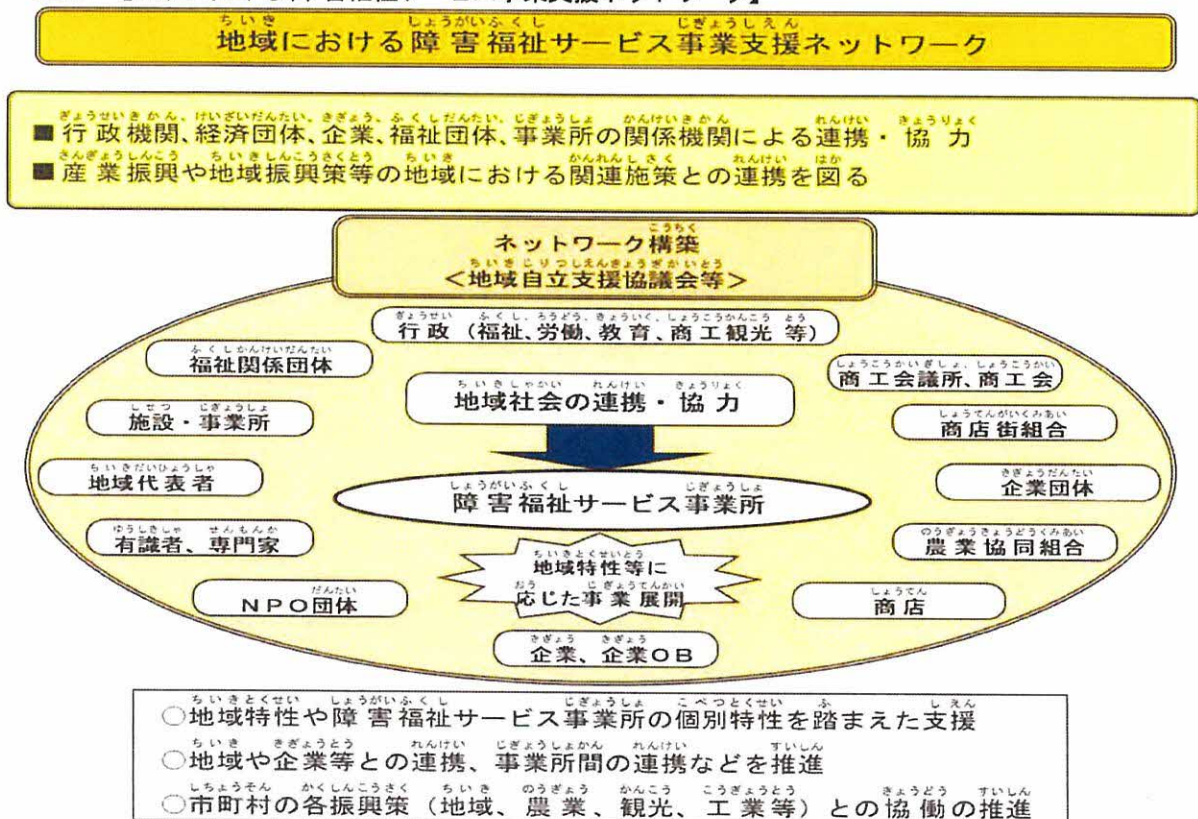 地域における障害福祉サービス事業支援ネットワーク
■行政機関、経済団体、企業、福祉団体、事業所の関係機関による連携・協力
■産業振興や地域振興策等の地域における関連施策との連携を図る
ネットワーク構築
<地域自立支援協議会等>
行政（福祉、労働、教育、商工観光 等）
福祉関係団体
商工会議所、商工会
地域社会の連携・協力
施設・事業所
商店街組合
地域代表者
企業団体
障害福祉サービス事業所
有識者、専門家
農業協同組合
地域特性等に
応じた事業展開
NPO団体
商店
企業、企業OB
○地域特性や障害福祉サービス事業所の個別特性を踏まえた支援
○地域や企業等との連携、事業所間の連携などを推進
○市町村の各振興策（地域、農業、観光、工業等）との協働の推進